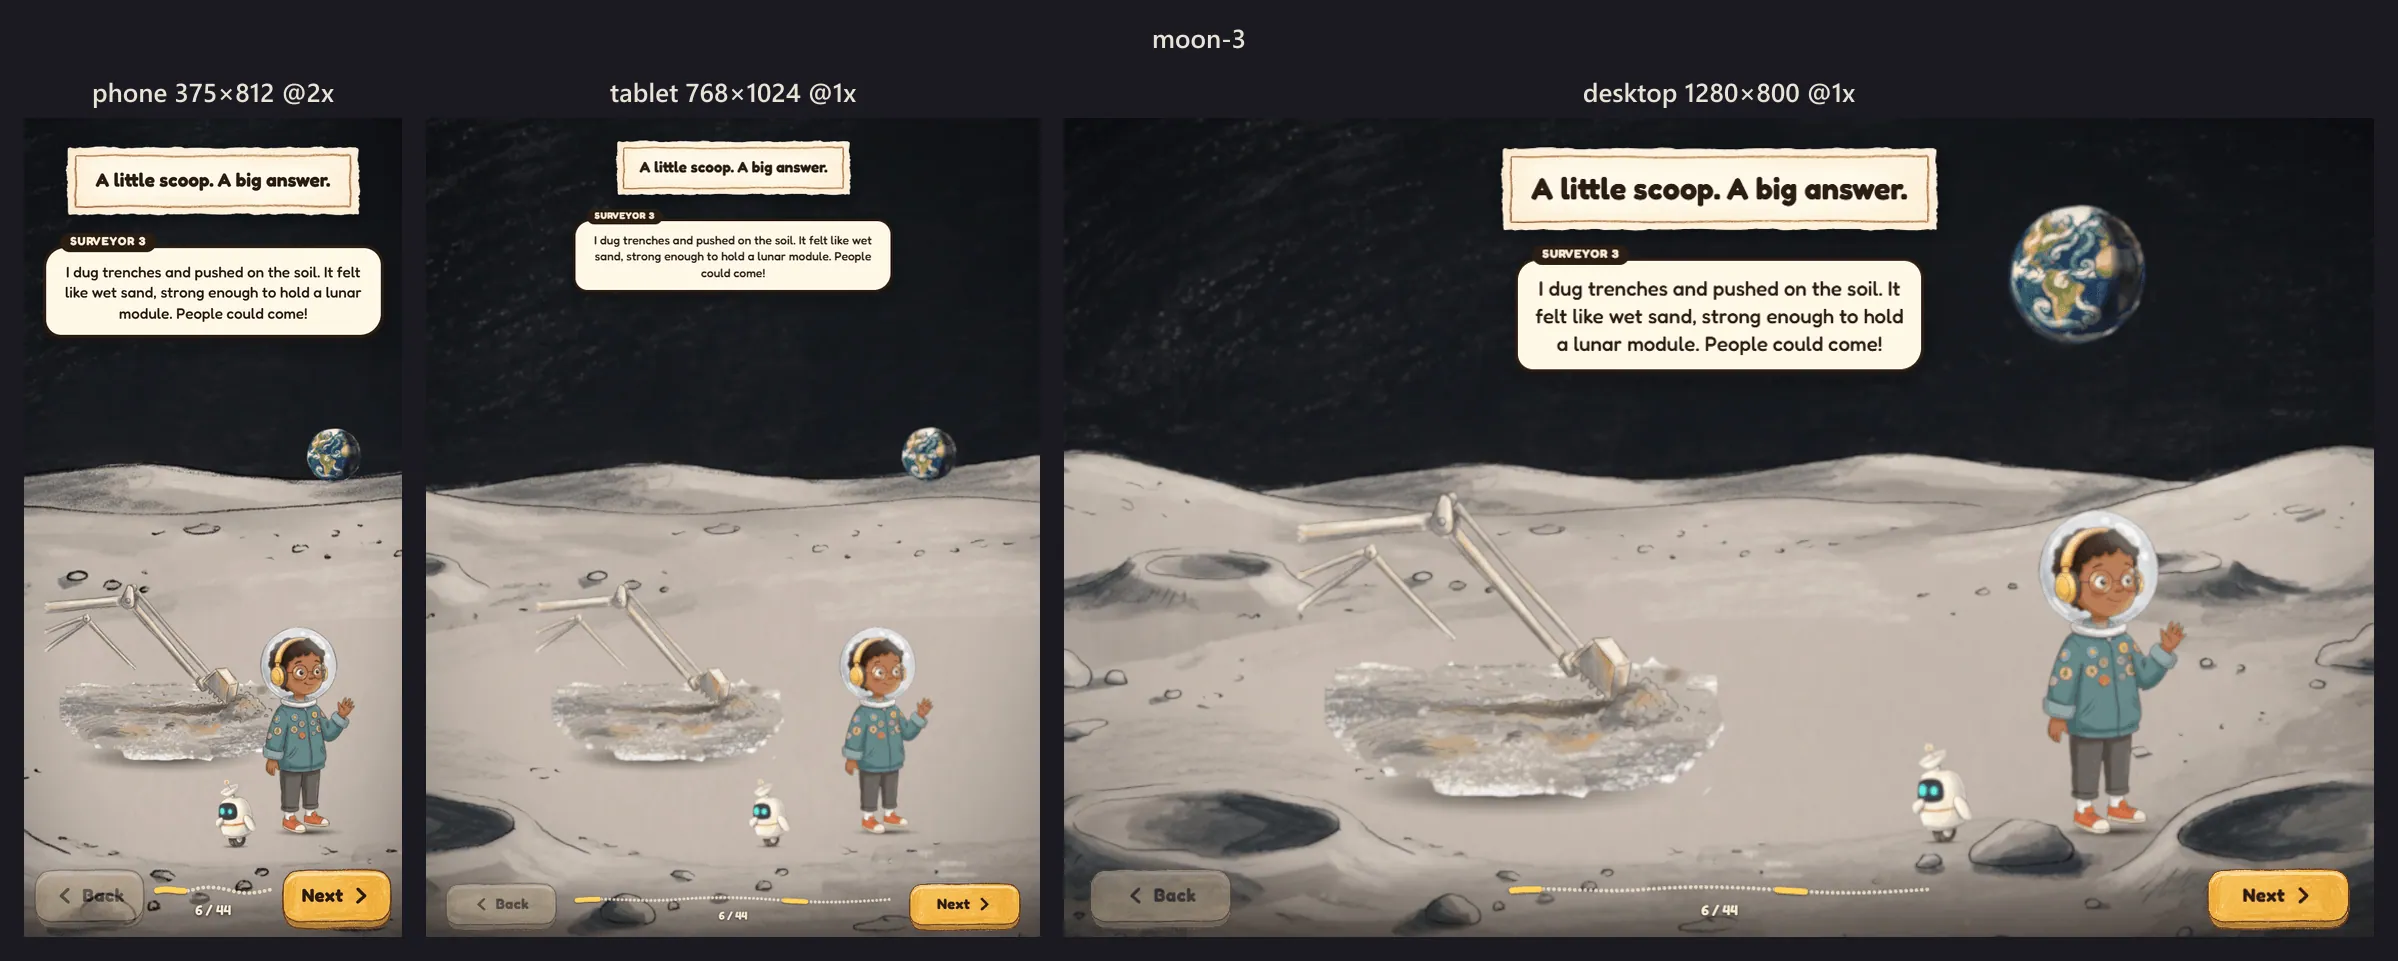 moon-3
phone 375×812 @2x
A little scoop. A big answer.
SURVEYOR 3
I dug trenches and pushed on the soil. It felt
like wet sand, strong enough to hold a lunar
module. People could come!
Back
6 / 44
Next
tablet 768×1024 @1x
A little scoop. A big answer.
SURVEYOR 3
I dug trenches and pushed on the soil. It felt like wet
sand, strong enough to hold a lunar module. People
could come!
Back
6 / 44
Next
desktop 1280×800 @1x
A little scoop. A big answer.
SURVEYOR 3
I dug trenches and pushed on the soil. It
felt like wet sand, strong enough to hold
a lunar module. People could come!
Back
6 / 44
Next